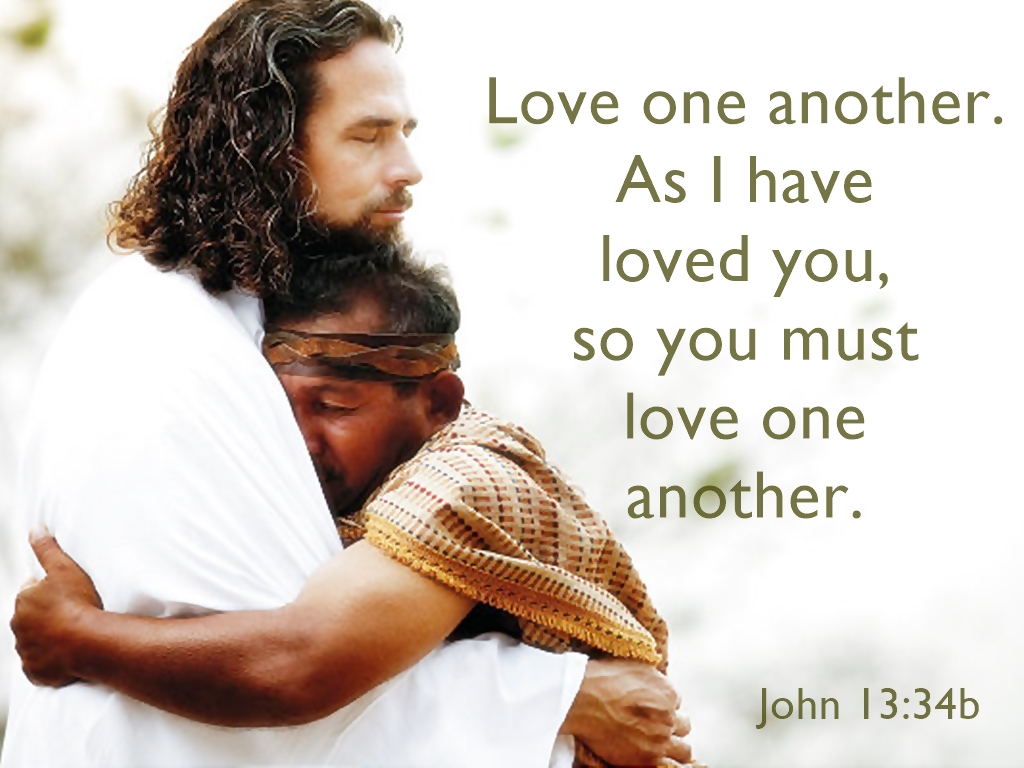 Love one another.
As I have
loved you,
so you must
love one
another.
John 13:34b